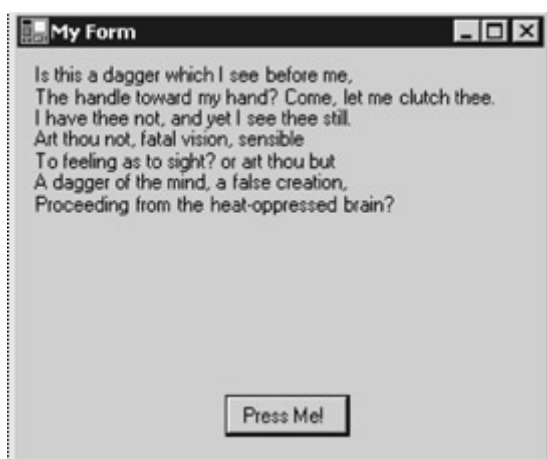 My Form
Is this a dagger which I see before me,
The handle toward my hand? Come, let me clutch thee.
I have thee not, and yet I see thee still.
Art thou not, fatal vision, sensible
To feeling as to sight? or art thou but
A dagger of the mind, a false creation,
Proceeding from the heat-oppressed brain?
Press Me!